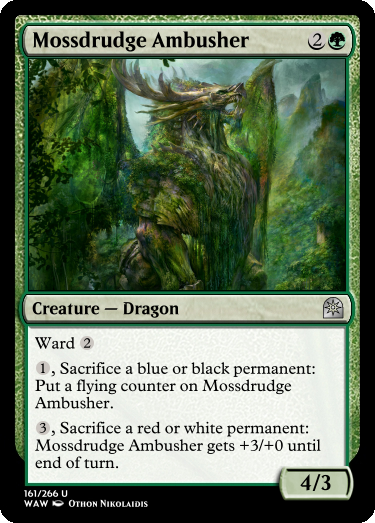 Mossdrudge Ambusher 2
Creature — Dragon
Ward 2
1, Sacrifice a blue or black permanent:
Put a flying counter on Mossdrudge
Ambusher.
3, Sacrifice a red or white permanent:
Mossdrudge Ambusher gets +3/+0 until
end of turn.
4/3
161/266 U
WAW Othon Nikolaidis